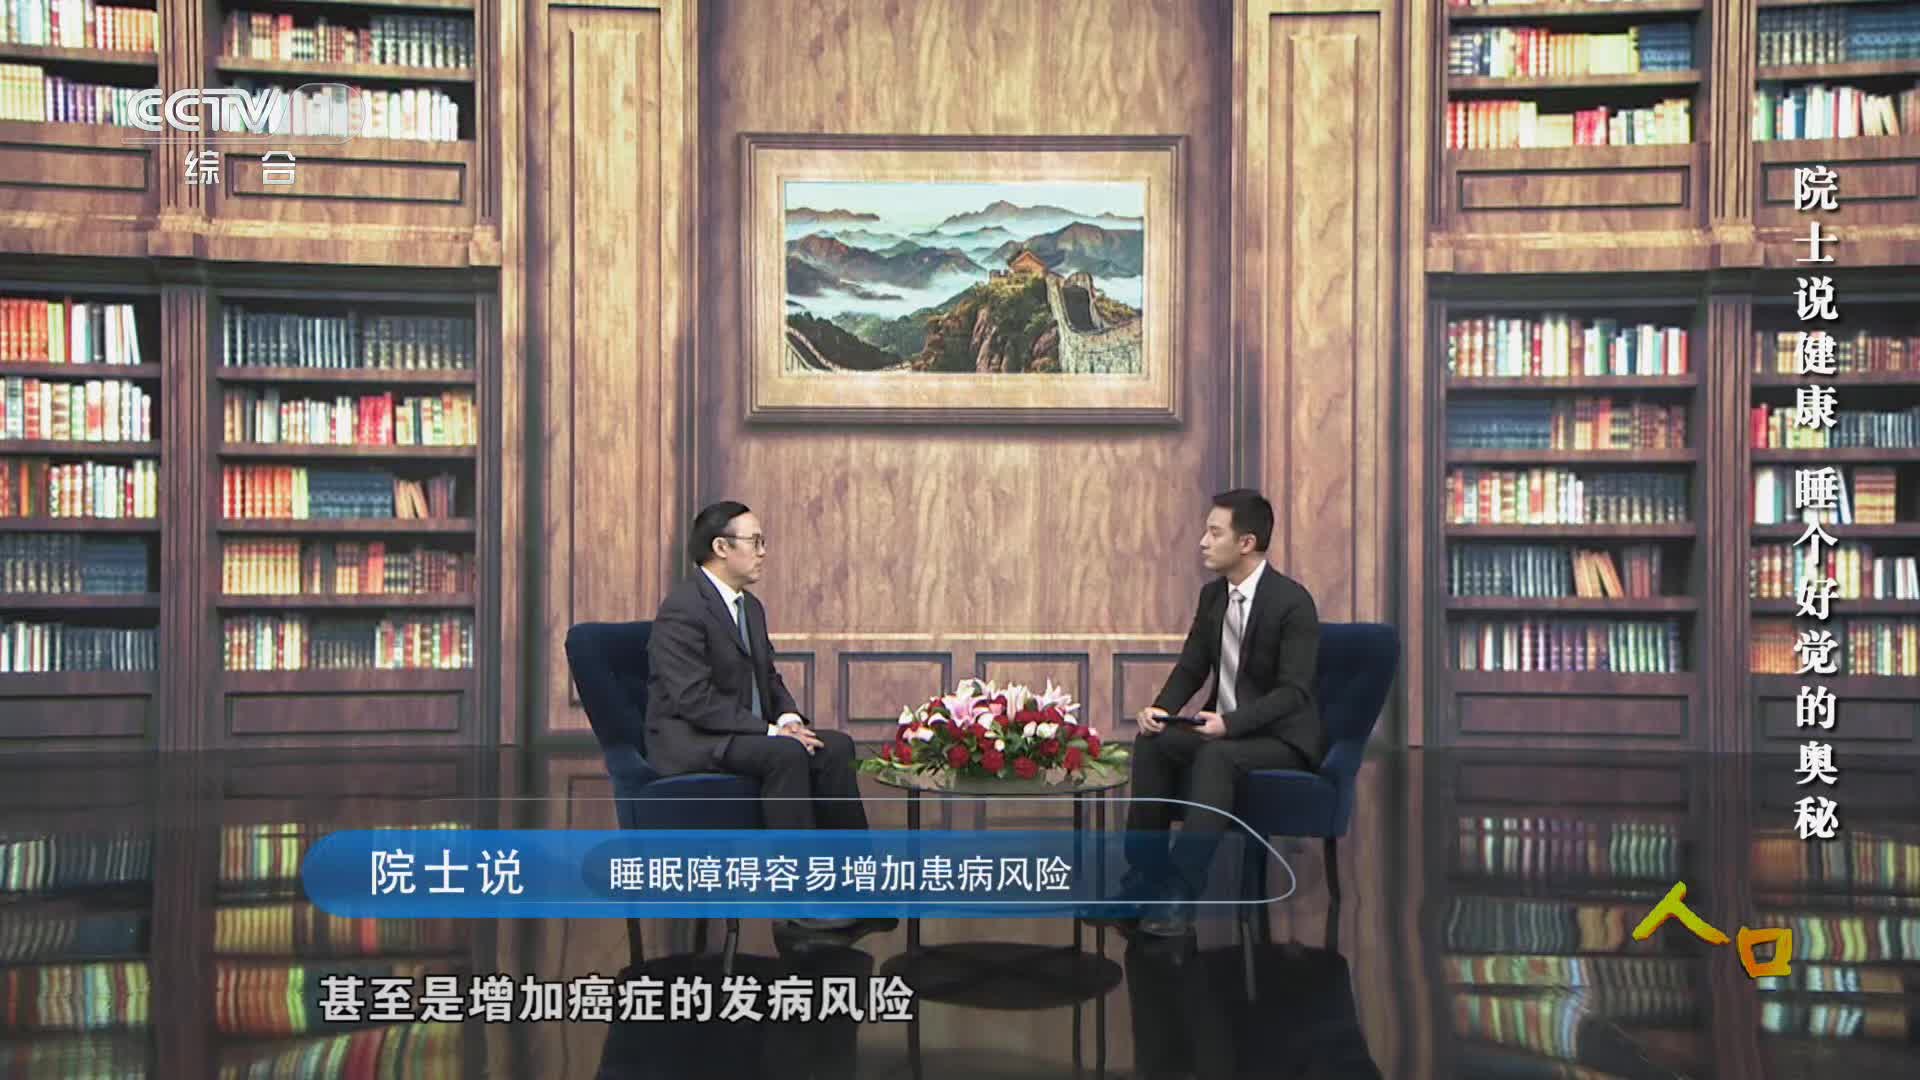 CCTV 1
综合
院士说健康 睡个好觉的奥秘
院士说
睡眠障碍容易增加患病风险
人口
甚至是增加癌症的发病风险